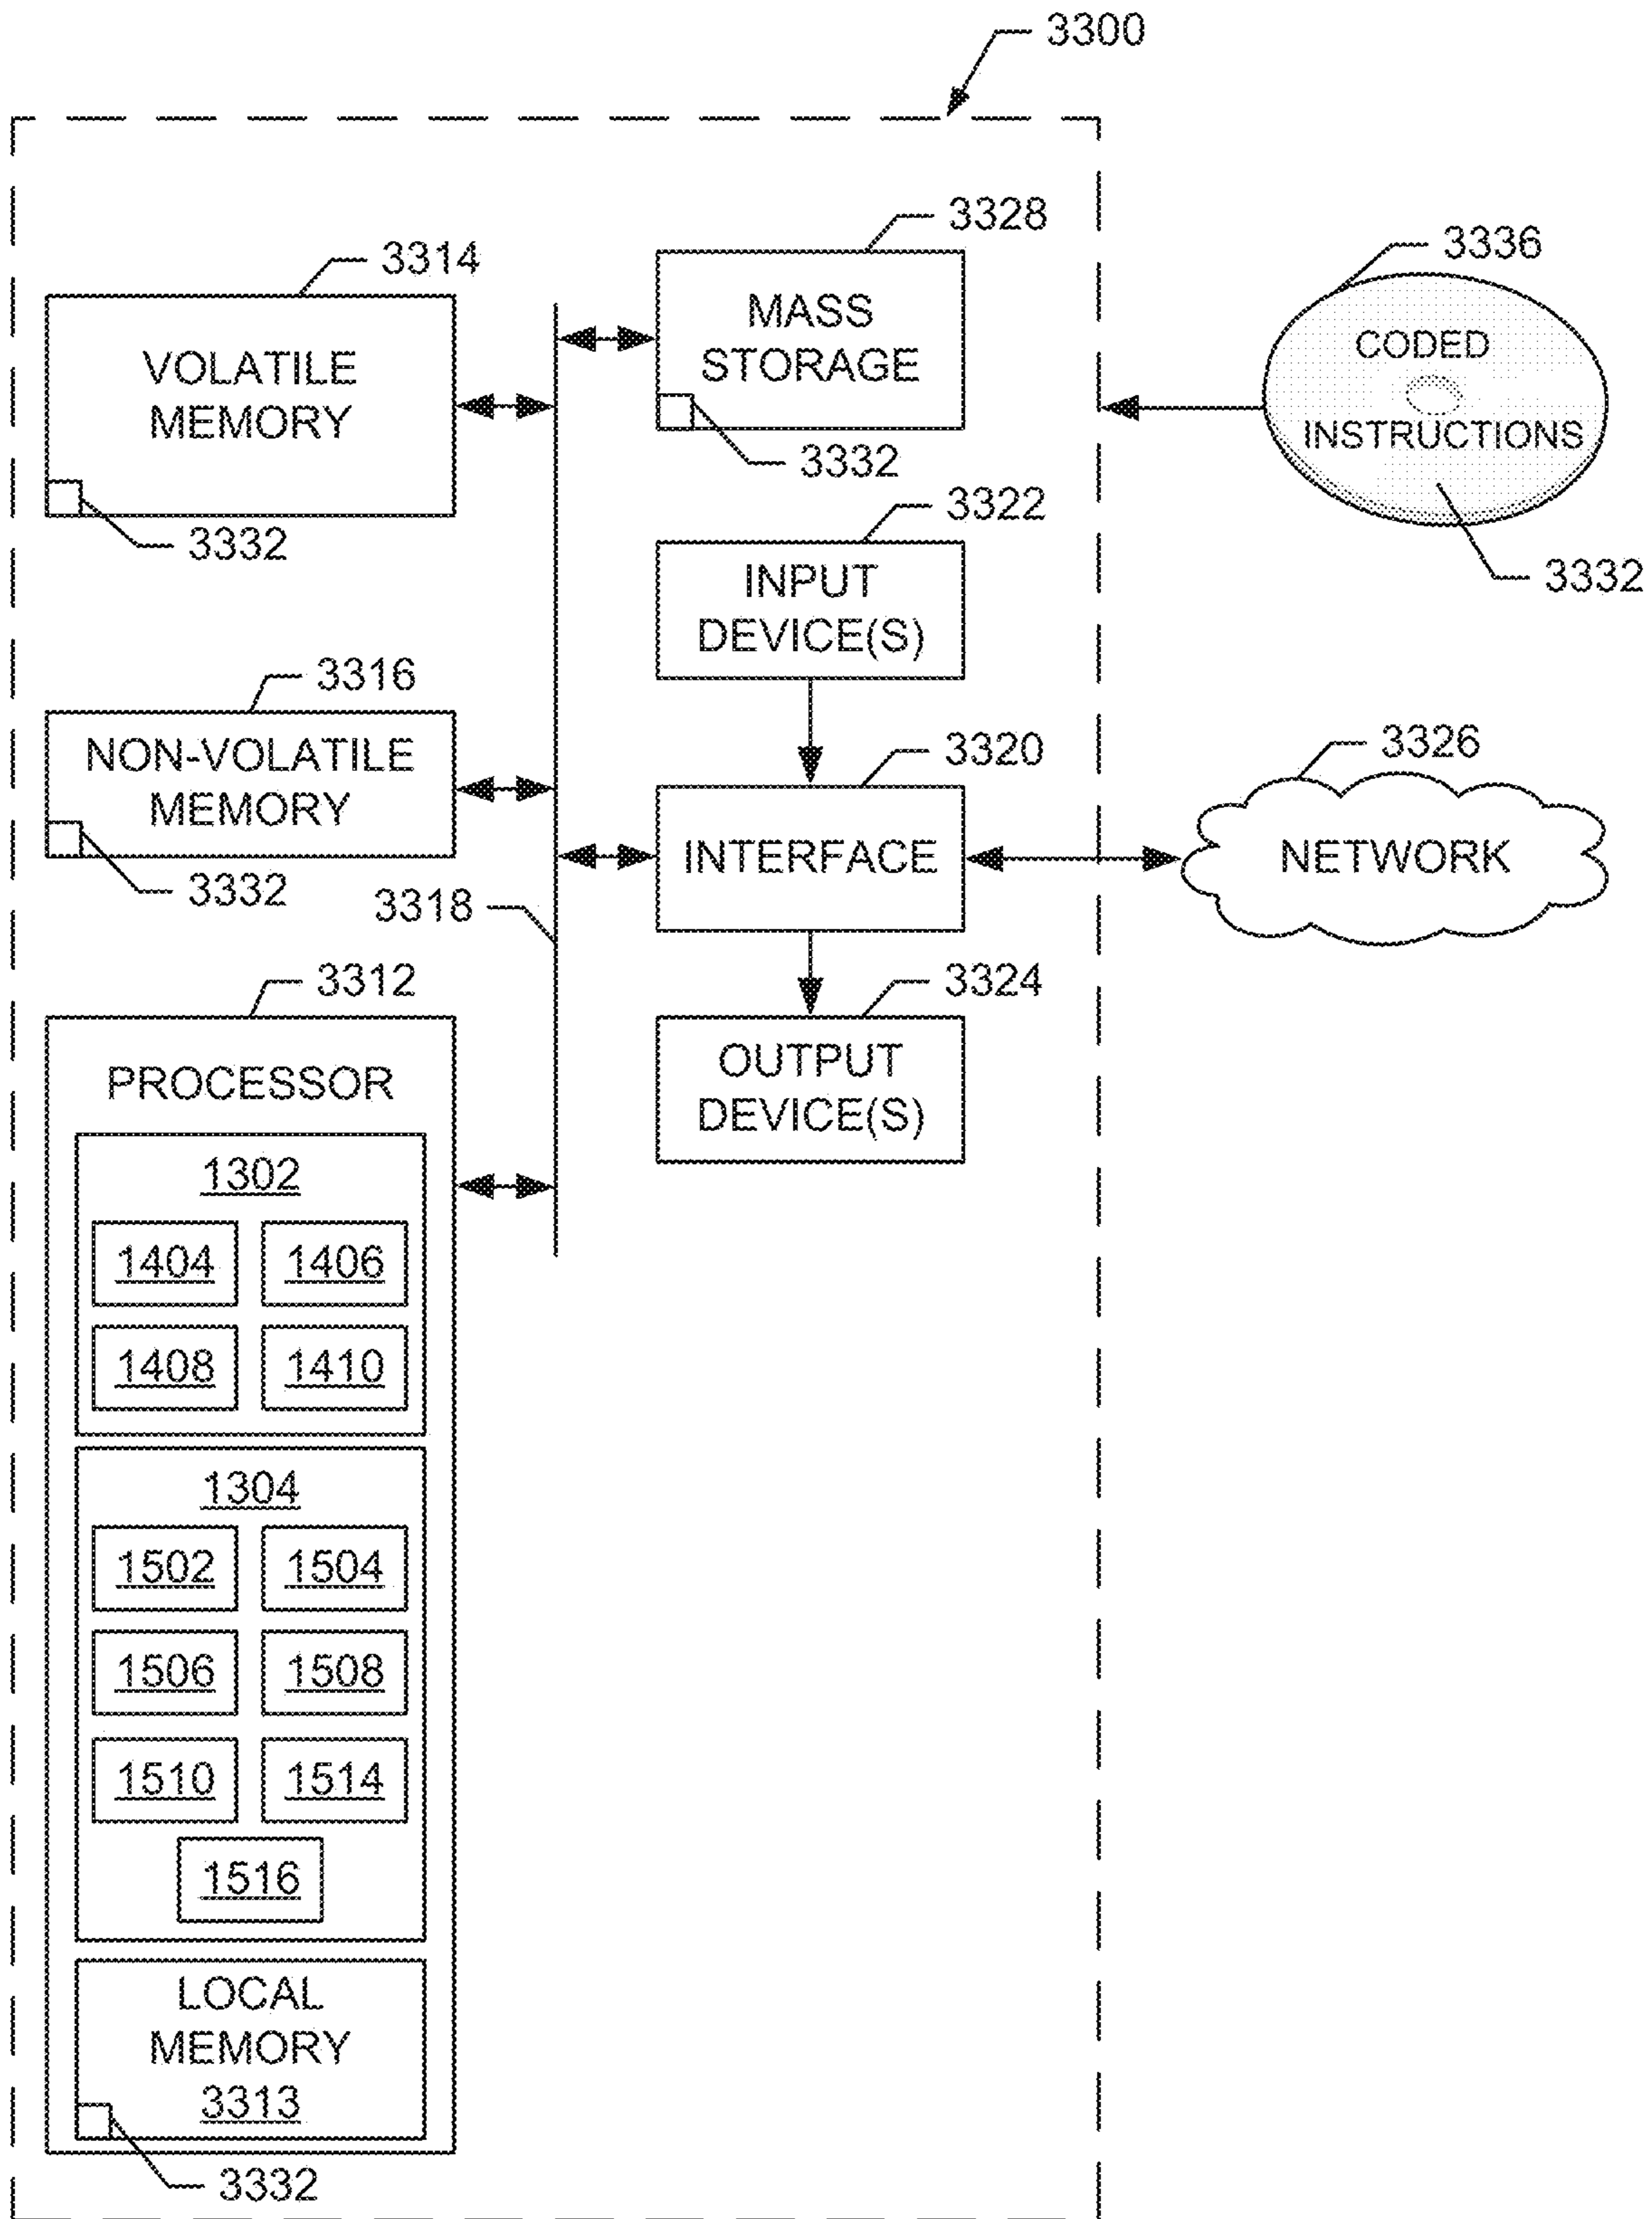 3300
3328
3314
MASS
STORAGE
3336
CODED
INSTRUCTIONS
VOLATILE
MEMORY
3332
3332
3332
3322
INPUT
DEVICE(S)
3316
NON-VOLATILE
MEMORY
3332
3320
INTERFACE
3326
NETWORK
3318
3312
3324
OUTPUT
DEVICE(S)
PROCESSOR
1302
1404 1406
1408 1410
1304
1502 1504
1506 1508
1510 1514
1516
LOCAL
MEMORY
3313
3332